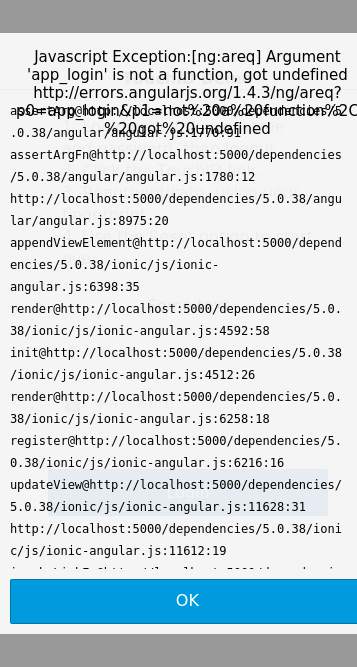 Javascript Exception:[ng:areq] Argument
'app_login' is not a function, got undefined
http://errors.angularjs.org/1.4.3/ng/areq?
p0=app_login&p1=not%20a%20function%2C
%20got%20undefined
assertArg@http://localhost:5000/dependencies/5
.0.38/angular/angular.js:1770:91
assertArgFn@http://localhost:5000/dependencies
/5.0.38/angular/angular.js:1780:12
http://localhost:5000/dependencies/5.0.38/angu
lar/angular.js:8975:20
appendViewElement@http://localhost:5000/depend
encies/5.0.38/ionic/js/ionic-
angular.js:6398:35
render@http://localhost:5000/dependencies/5.0.
38/ionic/js/ionic-angular.js:4592:58
init@http://localhost:5000/dependencies/5.0.38
/ionic/js/ionic-angular.js:4512:26
render@http://localhost:5000/dependencies/5.0.
38/ionic/js/ionic-angular.js:6258:18
register@http://localhost:5000/dependencies/5.
0.38/ionic/js/ionic-angular.js:6216:16
updateView@http://localhost:5000/dependencies/
5.0.38/ionic/js/ionic-angular.js:11628:31
http://localhost:5000/dependencies/5.0.38/ioni
c/js/ionic-angular.js:11612:19
Login
OK